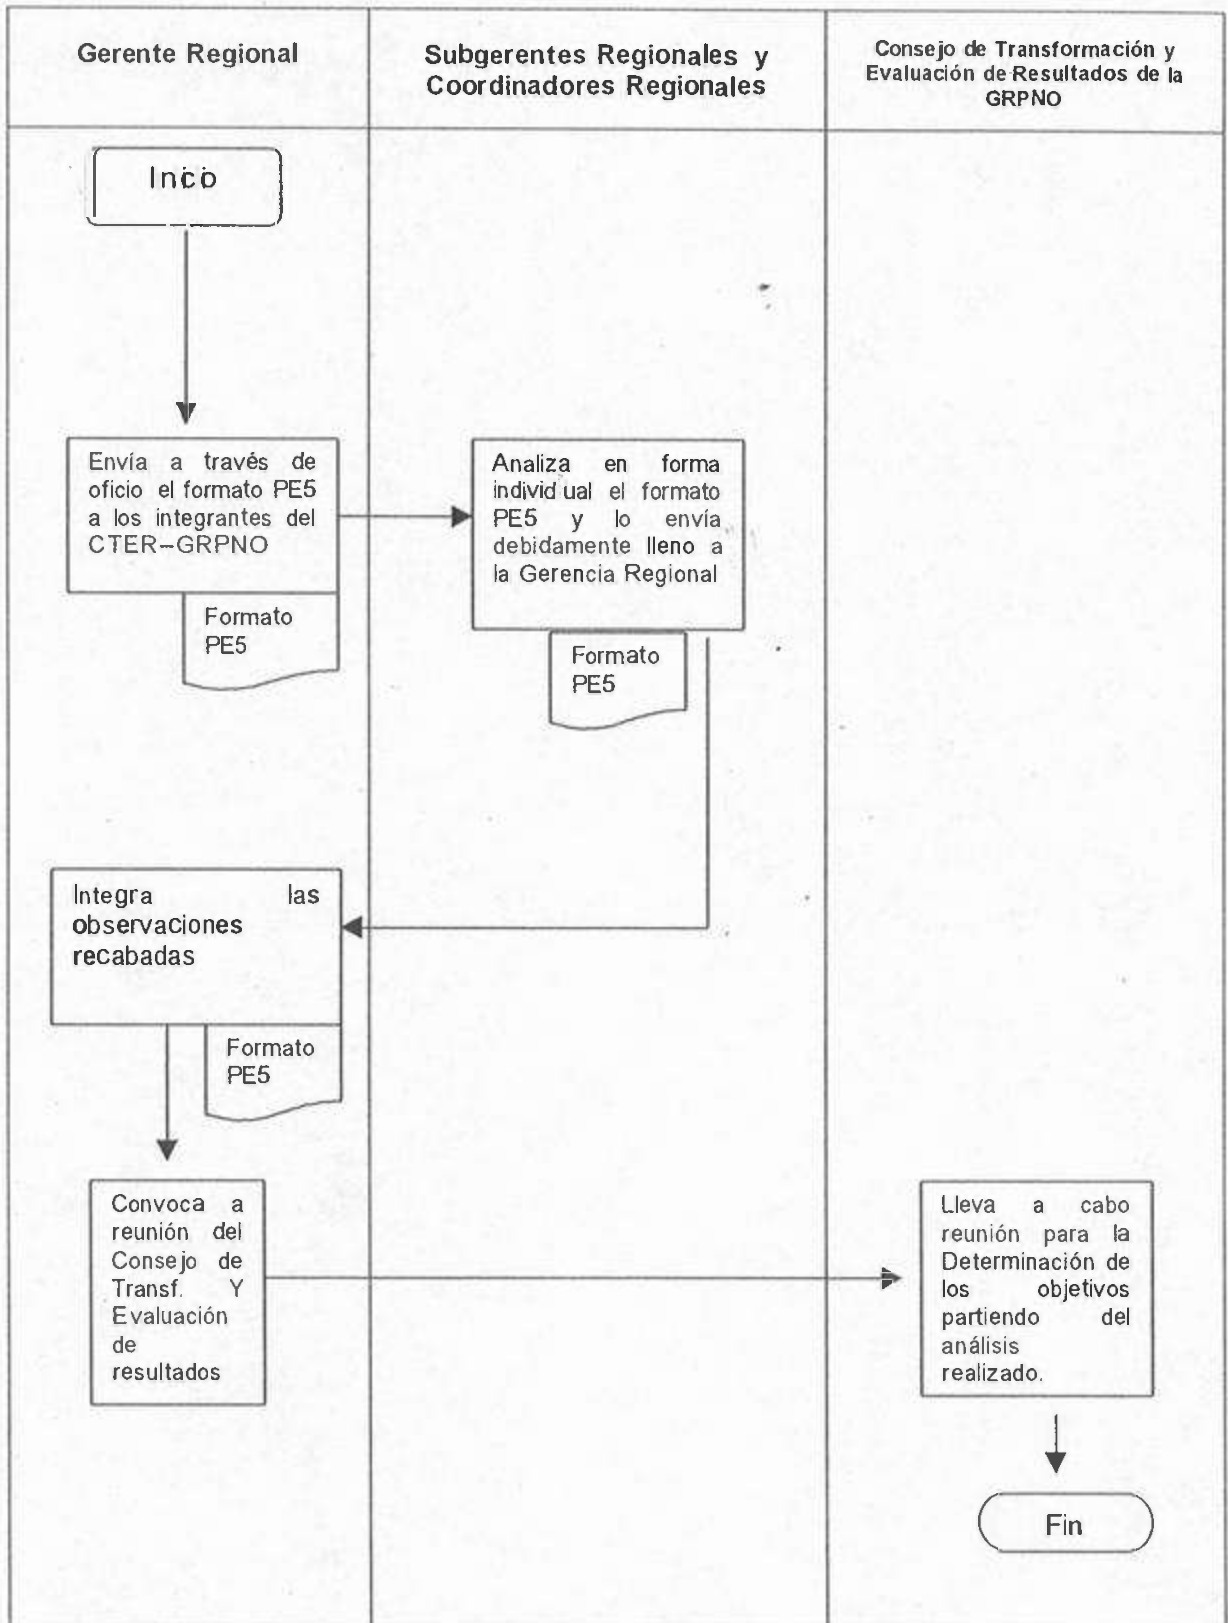 Gerente Regional
Subgerentes Regionales y
Coordinadores Regionales
Consejo de Transformación y
Evaluación de Resultados de la
GRPNO
Inco
Envía a través de
oficio el formato PE5
a los integrantes del
CTER-GRPNO
Formato
PE5
Analiza en forma
individual el formato
PE5 y lo envía
debidamente lleno a
la Gerencia Regional
Formato
PE5
Integra las
observaciones
recabadas
Formato
PE5
Convoca a
reunión del
Consejo de
Transf. Y
Evaluación
de
resultados
Lleva a cabo
reunión para la
Determinación de
los objetivos
partiendo del
análisis
realizado.
Fin